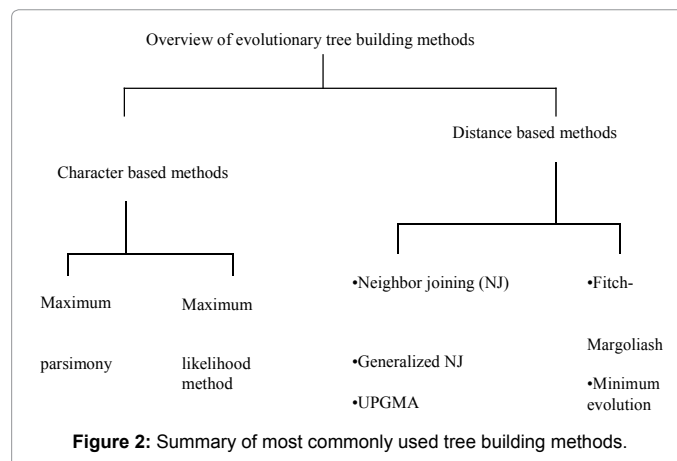 Overview of evolutionary tree building methods
Distance based methods
Character based methods
Maximum
parsimony
Maximum
likelihood
method
•Neighbor joining (NJ)
•Generalized NJ
•UPGMA
•Fitch-
Margoliash
•Minimum
evolution
Figure 2: Summary of most commonly used tree building methods.